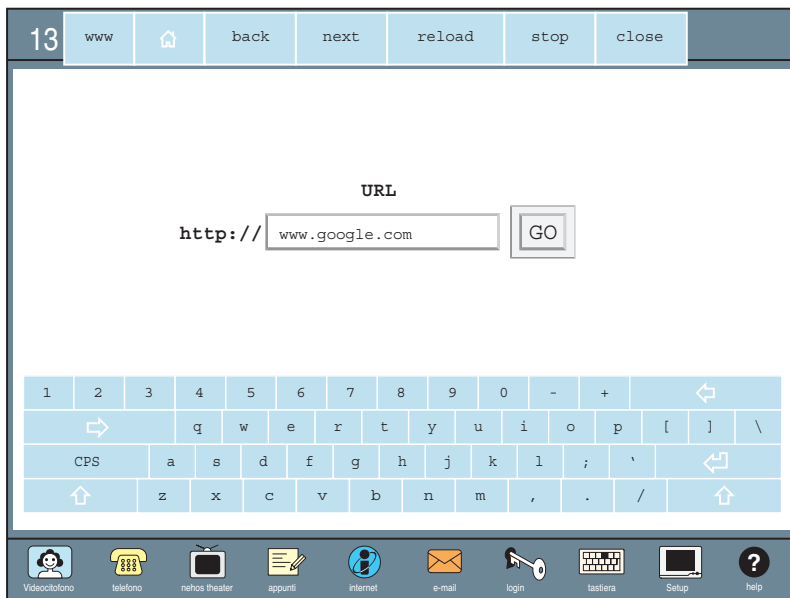 13 www back next reload stop close
URL
http:// www.google.com GO
1 2 3 4 5 6 7 8 9 0 - +
q w e r t y u i o p [ ] \
CPS a s d f g h j k l ; ‘
z x c v b n m , . /
?
Videocitofono telefono nehos theater appunti internet e-mail login tastiera Setup help